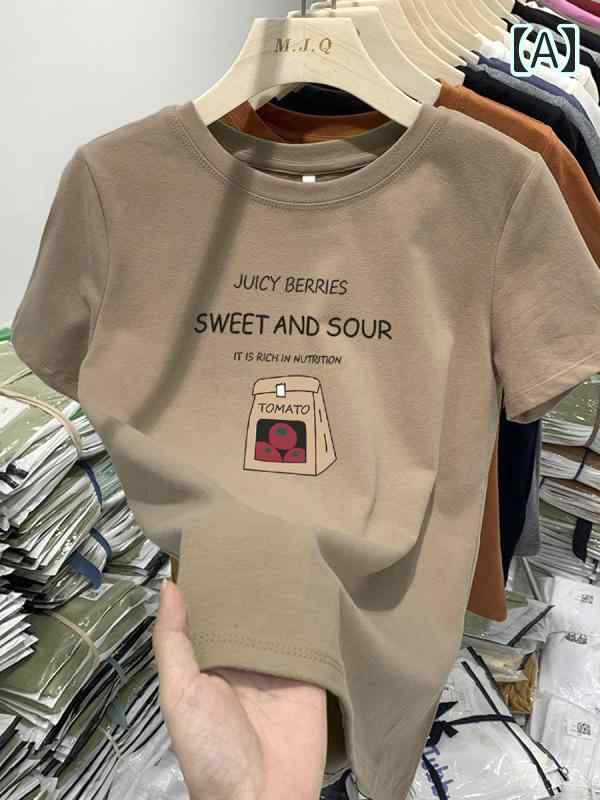 M.J.Q
【A】
JUICY BERRIES
SWEET AND SOUR
IT IS RICH IN NUTRITION
TOMATO